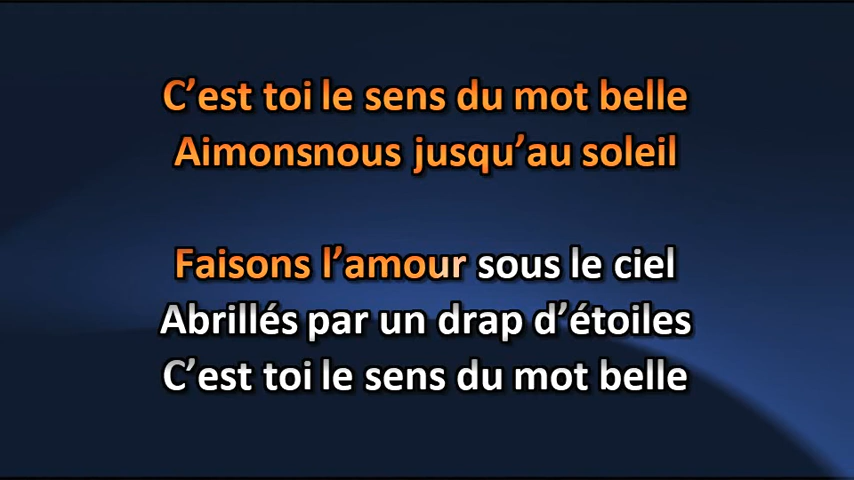 C’est toi le sens du mot belle
Aimonsnous jusqu’au soleil
Faisons l’amour sous le ciel
Abrillés par un drap d’étoiles
C’est toi le sens du mot belle